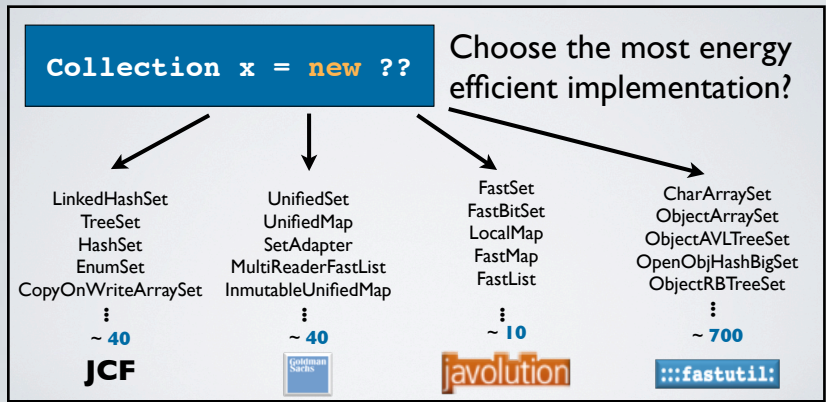 Collection x = new ??
Choose the most energy
efficient implementation?
LinkedHashSet
TreeSet
HashSet
EnumSet
CopyOnWriteArraySet
~ 40
JCF
UnifiedSet
UnifiedMap
SetAdapter
MultiReaderFastList
InmutableUnifiedMap
~ 40
Goldman
Sachs
FastSet
FastBitSet
LocalMap
FastMap
FastList
~ 10
javolution
CharArraySet
ObjectArraySet
ObjectAVLTreeSet
OpenObjHashBigSet
ObjectRBTreeSet
~ 700
:::fastutil: